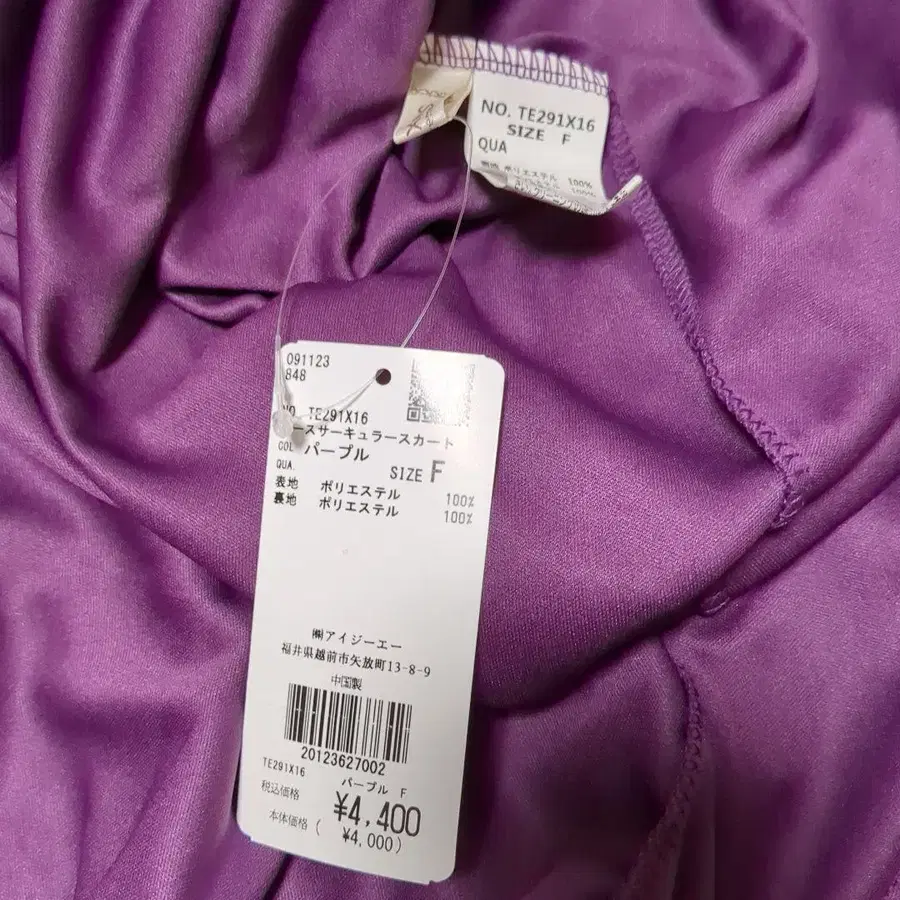 NO. TE291X16
SIZE F
QUA
ポリエステル 100%
100%
091123
848
NO. TE291X16
ースサーキュラースカート
COL パープル
QUA. SIZE F
表地 ポリエステル 100%
裏地 ポリエステル 100%
㈱アイジーエー
福井県越前市矢放町13-8-9
中国製
20123627002
TE291X16
パープル F
税込価格 ¥4,400
本体価格 ( ¥4,000)